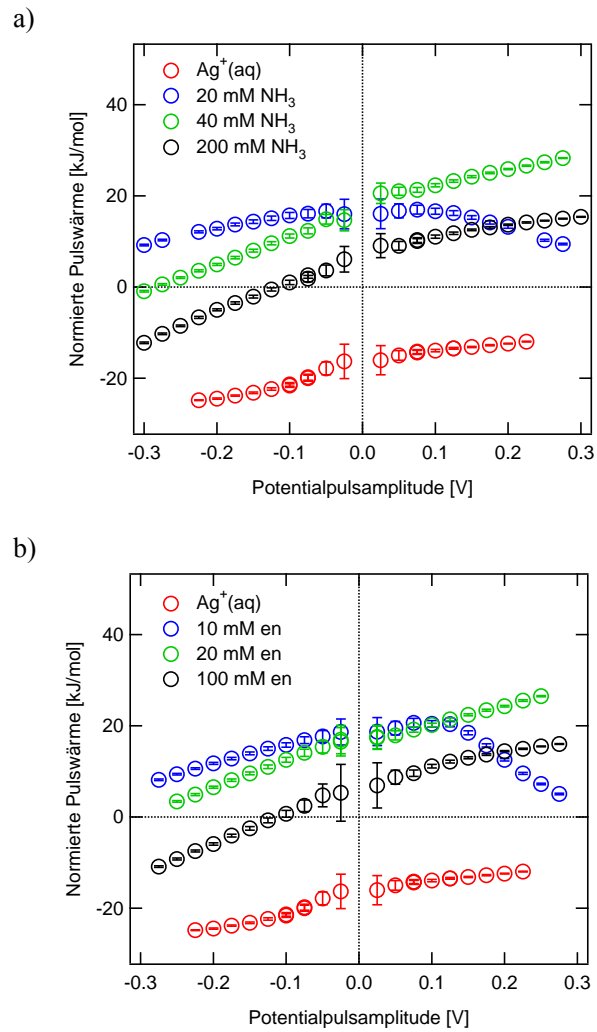 a)
Normierte Pulswärme [kJ/mol]
40
20
0
-20
Ag⁺(aq)
20 mM NH₃
40 mM NH₃
200 mM NH₃
-0.3 -0.2 -0.1 0.0 0.1 0.2 0.3
Potentialpulsamplitude [V]
b)
Normierte Pulswärme [kJ/mol]
40
20
0
-20
Ag⁺(aq)
10 mM en
20 mM en
100 mM en
-0.3 -0.2 -0.1 0.0 0.1 0.2 0.3
Potentialpulsamplitude [V]